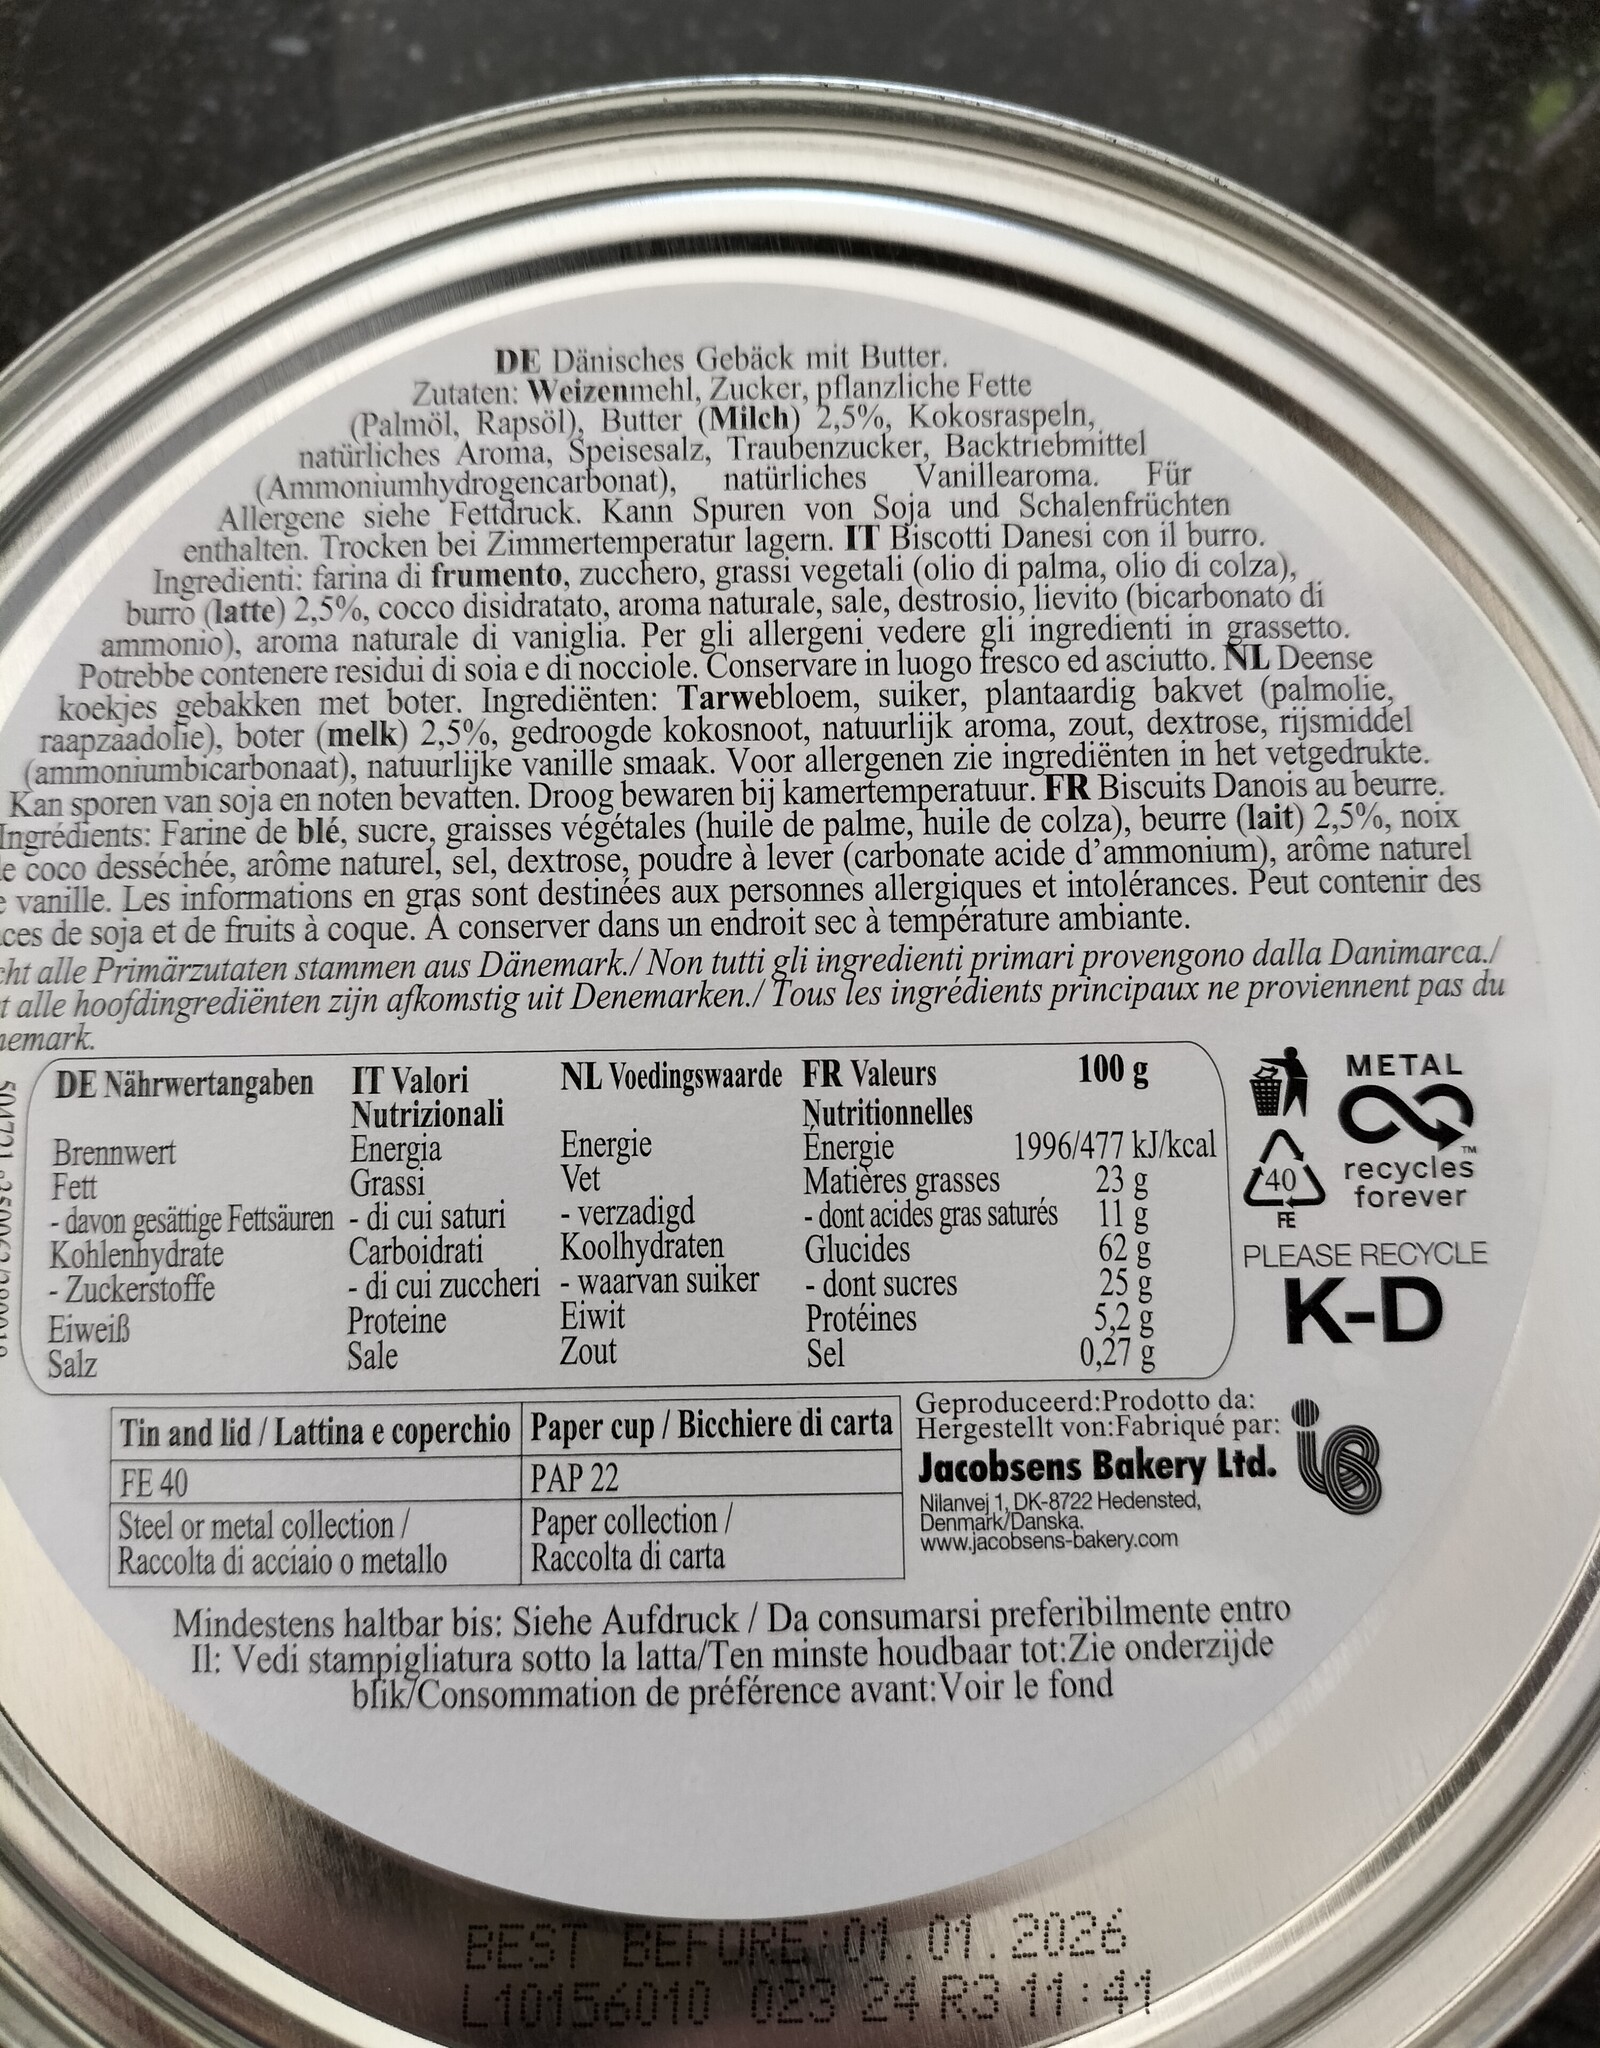 DE Dänisches Gebäck mit Butter.
Zutaten: Weizenmehl, Zucker, pflanzliche Fette
(Palmöl, Rapsöl), Butter (Milch) 2,5%, Kokosraspeln,
natürliches Aroma, Speisesalz, Traubenzucker, Backtriebmittel
(Ammoniumhydrogencarbonat), natürliches Vanillearoma. Für
Allergene siehe Fettdruck. Kann Spuren von Soja und Schalenfrüchten
enthalten. Trocken bei Zimmertemperatur lagern. IT Biscotti Danesi con il burro.
Ingredienti: farina di frumento, zucchero, grassi vegetali (olio di palma, olio di colza),
burro (latte) 2,5%, cocco disidratato, aroma naturale, sale, destrosio, lievito (bicarbonato di
ammonio), aroma naturale di vaniglia. Per gli allergeni vedere gli ingredienti in grassetto.
Potrebbe contenere residui di soia e di nocciole. Conservare in luogo fresco ed asciutto. NL Deense
koekjes gebakken met boter. Ingrediënten: Tarwebloem, suiker, plantaardig bakvet (palmolie,
raapzaadolie), boter (melk) 2,5%, gedroogde kokosnoot, natuurlijk aroma, zout, dextrose, rijsmiddel
(ammoniumbicarbonaat), natuurlijke vanille smaak. Voor allergenen zie ingrediënten in het vetgedrukte.
Kan sporen van soja en noten bevatten. Droog bewaren bij kamertemperatuur. FR Biscuits Danois au beurre.
Ingrédients: Farine de blé, sucre, graisses végétales (huile de palme, huile de colza), beurre (lait) 2,5%, noix
e coco desséchée, arôme naturel, sel, dextrose, poudre à lever (carbonate acide d'ammonium), arôme naturel
e vanille. Les informations en gras sont destinées aux personnes allergiques et intolérances. Peut contenir des
ces de soja et de fruits à coque. À conserver dans un endroit sec à température ambiante.
cht alle Primärzutaten stammen aus Dänemark./ Non tutti gli ingredienti primari provengono dalla Danimarca./
t alle hoofdingrediënten zijn afkomstig uit Denemarken./ Tous les ingrédients principaux ne proviennent pas du
nemark.
DE Nährwertangaben IT Valori Nutrizionali NL Voedingswaarde FR Valeurs Nutritionnelles 100 g
Brennwert Energia Energie Énergie 1996/477 kJ/kcal
Fett Grassi Vet Matières grasses 23 g
- davon gesättige Fettsäuren - di cui saturi - verzadigd - dont acides gras saturés 11 g
Kohlenhydrate Carboidrati Koolhydraten Glucides 62 g
- Zuckerstoffe - di cui zuccheri - waarvan suiker - dont sucres 25 g
Eiweiß Proteine Eiwit Protéines 5,2 g
Salz Sale Zout Sel 0,27 g
METAL
recycles
forever
™
40
FE
PLEASE RECYCLE
K-D
Tin and lid / Lattina e coperchio Paper cup / Bicchiere di carta
FE 40 PAP 22
Steel or metal collection / Paper collection /
Raccolta di acciaio o metallo Raccolta di carta
Geproduceerd:Prodotto da:
Hergestellt von:Fabriqué par:
Jacobsens Bakery Ltd.
Nilanvej 1, DK-8722 Hedensted,
Denmark/Danska.
www.jacobsens-bakery.com
Mindestens haltbar bis: Siehe Aufdruck / Da consumarsi preferibilmente entro
Il: Vedi stampigliatura sotto la latta/Ten minste houdbaar tot:Zie onderzijde
blik/Consommation de préférence avant:Voir le fond
BEST BEFORE:01.01.2026
L10156010 023 24 R3 11:41